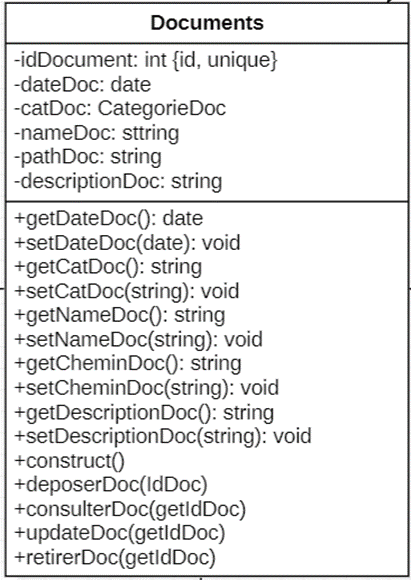 Documents
-idDocument: int {id, unique}
-dateDoc: date
-catDoc: CategorieDoc
-nameDoc: sttring
-pathDoc: string
-descriptionDoc: string
+getDateDoc(): date
+setDateDoc(date): void
+getCatDoc(): string
+setCatDoc(string): void
+getNameDoc(): string
+setNameDoc(string): void
+getCheminDoc(): string
+setCheminDoc(string): void
+getDescriptionDoc(): string
+setDescriptionDoc(string): void
+construct()
+deposerDoc(IdDoc)
+consulterDoc(getIdDoc)
+updateDoc(getIdDoc)
+retirerDoc(getIdDoc)